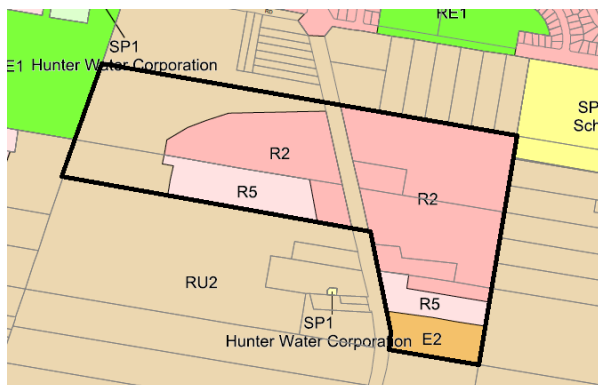 RE1
SP1
E1
Hunter Water Corporation
SP
Sch
R2
R5
R2
RU2
R5
SP1
Hunter Water Corporation
E2